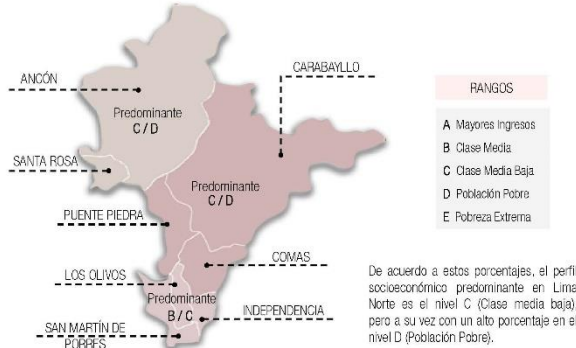 ANCÓN
CARABAYLLO
Predominante
C / D
SANTA ROSA
Predominante
C / D
PUENTE PIEDRA
COMAS
LOS OLIVOS
Predominante
B / C
INDEPENDENCIA
SAN MARTÍN DE
PORRES
RANGOS
A Mayores Ingresos
B Clase Media
C Clase Media Baja
D Población Pobre
E Pobreza Extrema
De acuerdo a estos porcentajes, el perfil
socioeconómico predominante en Lima
Norte es el nivel C (Clase media baja),
pero a su vez con un alto porcentaje en el
nivel D (Población Pobre).